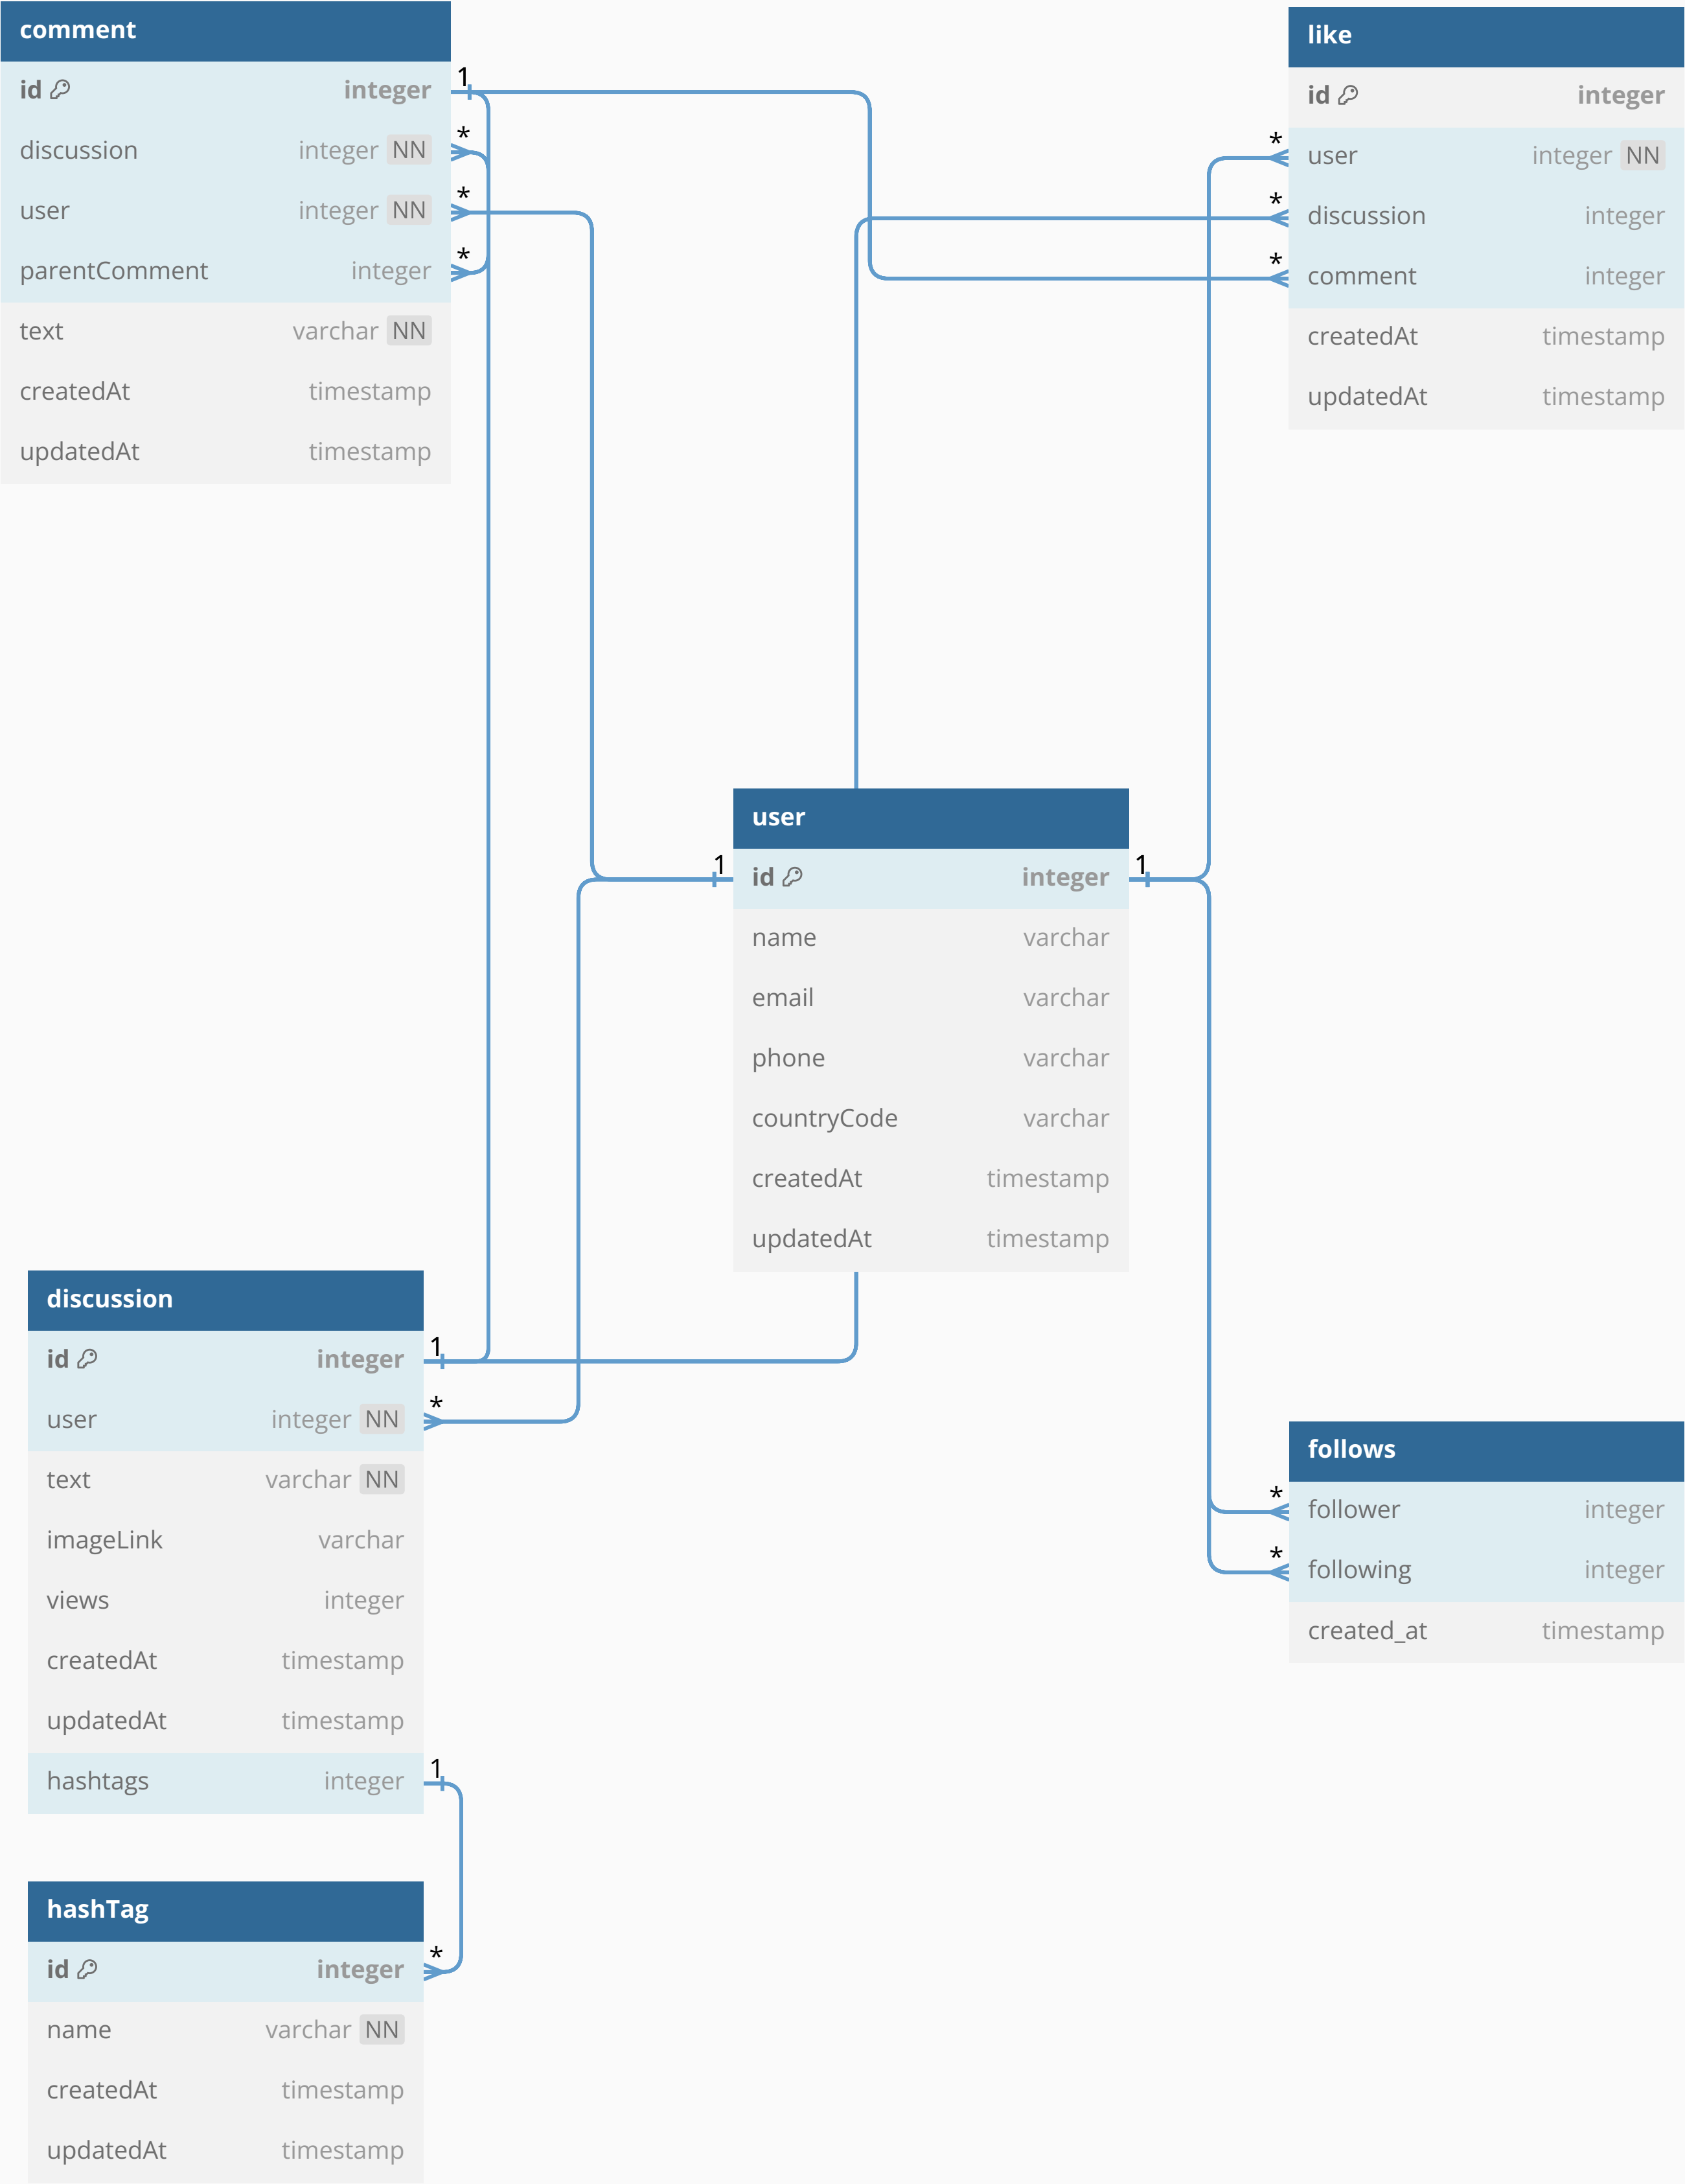 comment
id integer
discussion integer NN
user integer NN
parentComment integer
text varchar NN
createdAt timestamp
updatedAt timestamp
1
*
*
*
like
id integer
user integer NN
discussion integer
comment integer
createdAt timestamp
updatedAt timestamp
*
*
*
user
id integer
name varchar
email varchar
phone varchar
countryCode varchar
createdAt timestamp
updatedAt timestamp
1
1
discussion
id integer
user integer NN
text varchar NN
imageLink varchar
views integer
createdAt timestamp
updatedAt timestamp
hashtags integer
1
*
1
follows
follower integer
following integer
created_at timestamp
*
*
hashTag
id integer
name varchar NN
createdAt timestamp
updatedAt timestamp
*